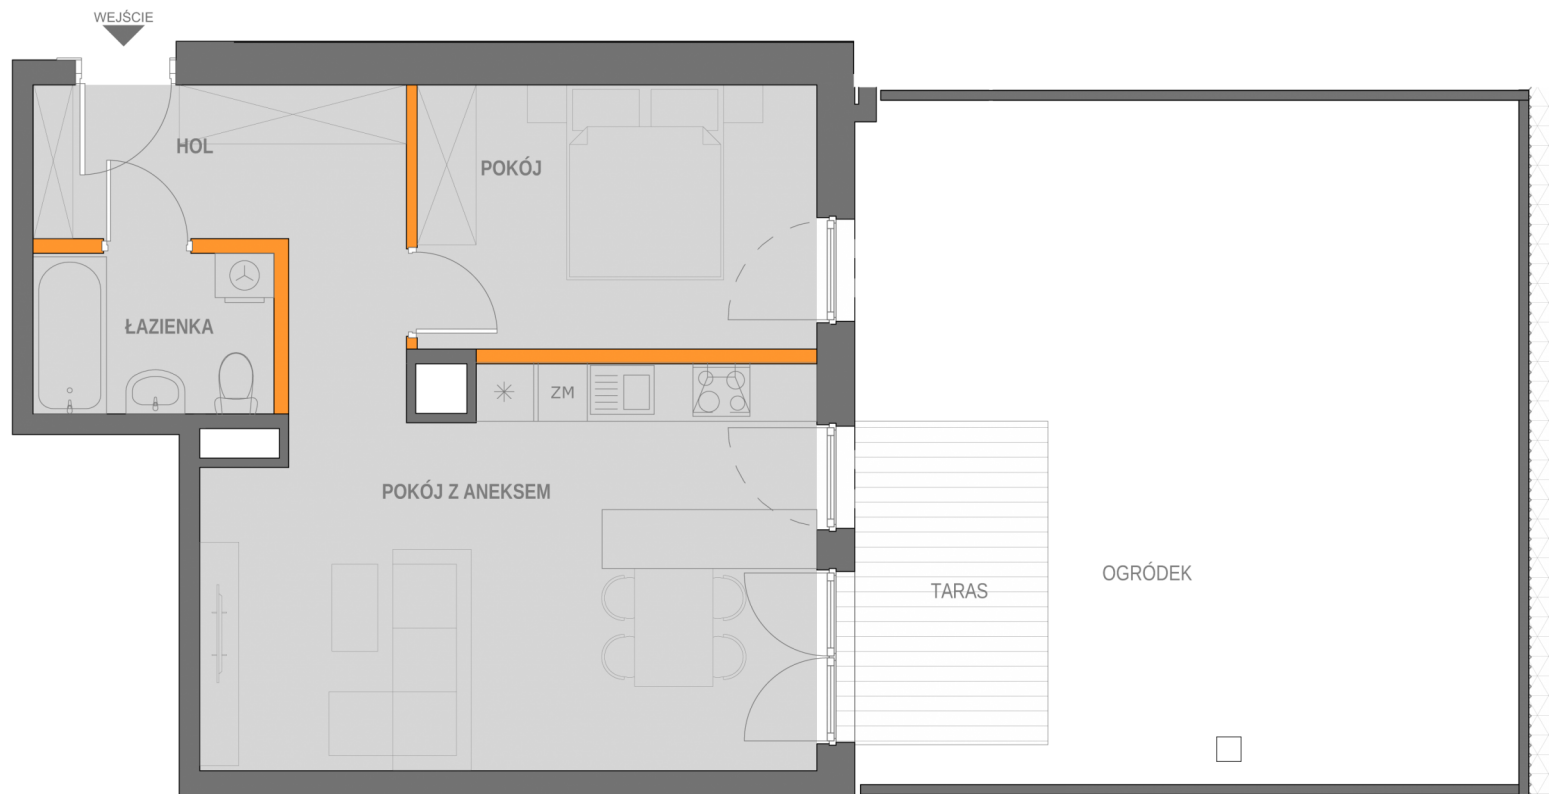 WEJŚCIE
HOL
POKÓJ
ŁAZIENKA
ZM
POKÓJ Z ANEKSEM
TARAS
OGRÓDEK